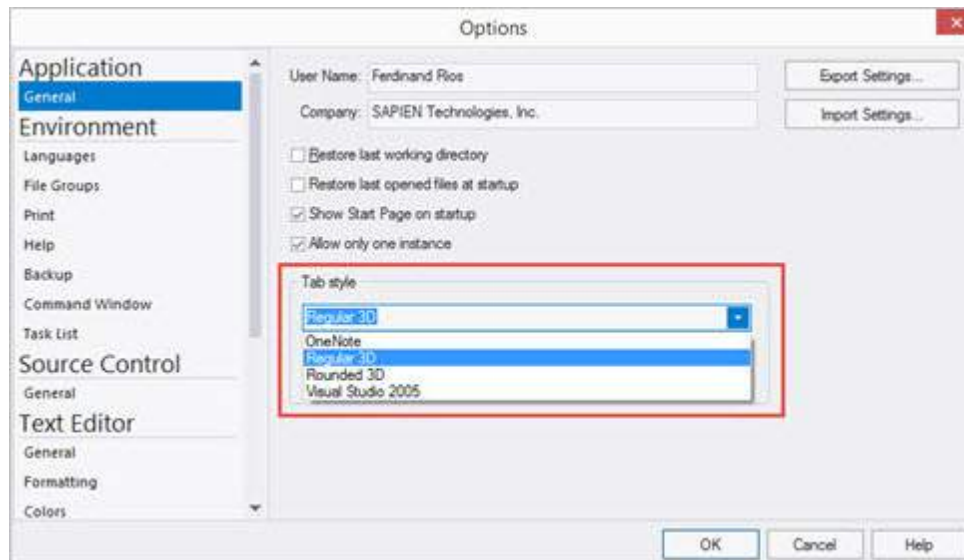 Options
Application
General
Environment
Languages
File Groups
Print
Help
Backup
Command Window
Task List
Source Control
General
Text Editor
General
Formatting
Colors
User Name: Ferdinand Rios
Export Settings...
Company: SAPIEN Technologies, Inc.
Import Settings...
Restore last working directory
Restore last opened files at startup
Show Start Page on startup
Allow only one instance
Tab style
Regular 3D
OneNote
Regular 3D
Rounded 3D
Visual Studio 2005
OK
Cancel
Help